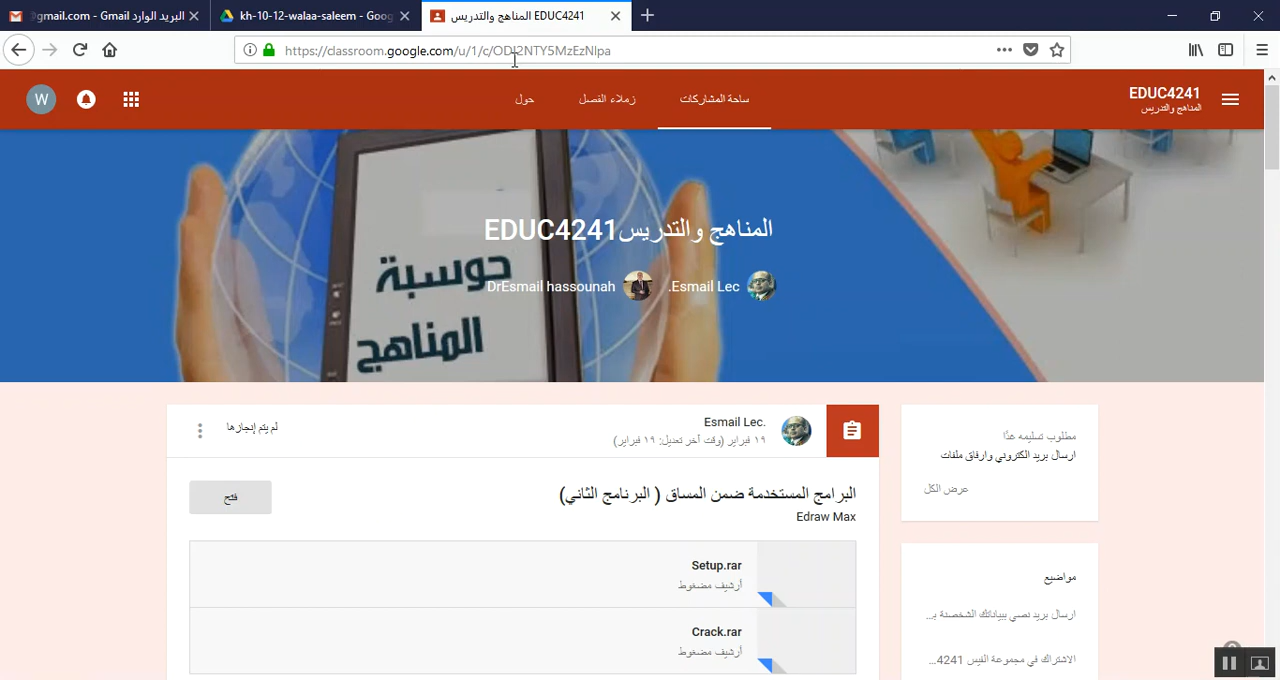 @gmail.com - Gmail البريد الوارد
kh-10-12-walaa-saleem - Goog
المناهج والتدريس EDUC4241
https://classroom.google.com/u/1/c/ODI2NTY5MzEzNlpa
W
حول
زملاء الفصل
ساحة المشاركات
EDUC4241
المناهج والتدريس
المناهج والتدريسEDUC4241
DrEsmail hassounah
.Esmail Lec
حوسبة
المناهج
Esmail Lec.
١٩ فبراير (وقت آخر تعديل: ١٩ فبراير)
لم يتم إنجازها
البرامج المستخدمة ضمن المساق ( البرنامج الثاني)
فتح
Edraw Max
Setup.rar
أرشيف مضغوط
Crack.rar
أرشيف مضغوط
مطلوب تسليمه غدًا
ارسال بريد الكتروني وارفاق ملفات
عرض الكل
مواضيع
ارسال بريد نصي ببياناتك الشخصية ب...
الاشتراك في مجموعة الفيس 4241...